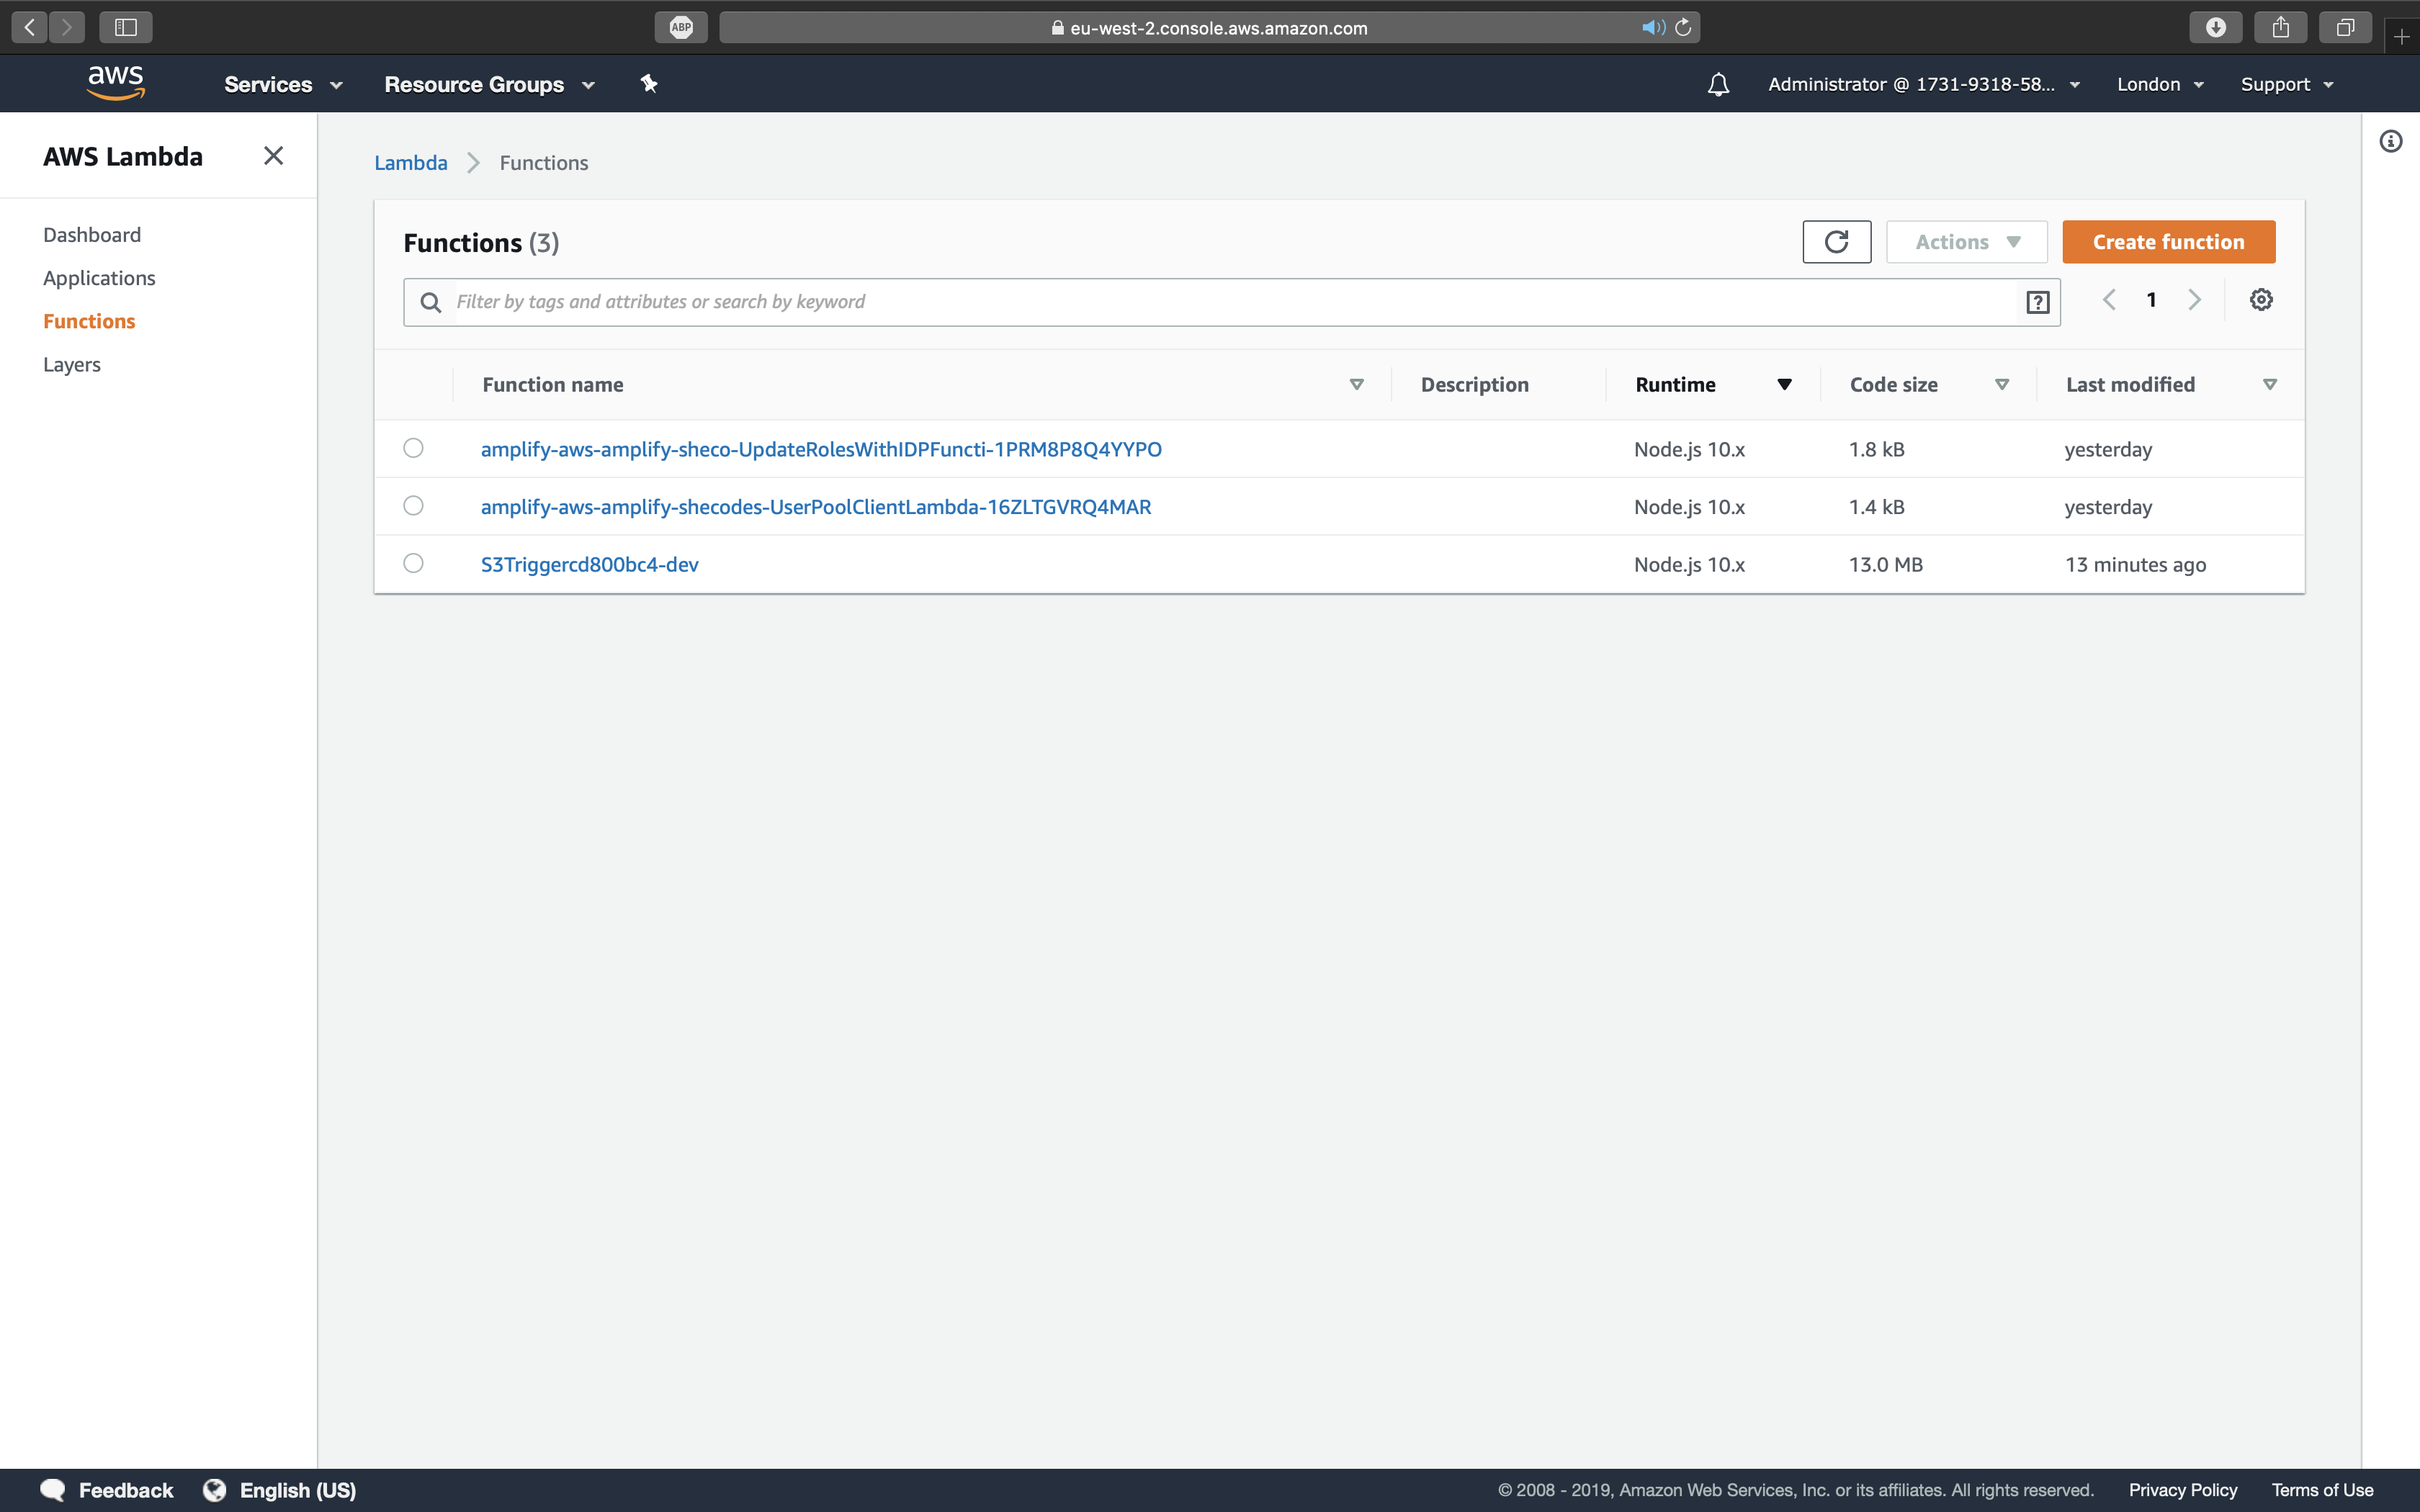 ABP
eu-west-2.console.aws.amazon.com
aws
Services
Resource Groups
Administrator @ 1731-9318-58...
London
Support
AWS Lambda
Dashboard
Applications
Functions
Layers
Lambda > Functions
Functions (3)
Actions
Create function
Filter by tags and attributes or search by keyword
?
1
Function name Description Runtime Code size Last modified
amplify-aws-amplify-sheco-UpdateRolesWithIDPFuncti-1PRM8P8Q4YYPO Node.js 10.x 1.8 kB yesterday
amplify-aws-amplify-shecodes-UserPoolClientLambda-16ZLTGVRQ4MAR Node.js 10.x 1.4 kB yesterday
S3Triggercd800bc4-dev Node.js 10.x 13.0 MB 13 minutes ago
Feedback
English (US)
© 2008 - 2019, Amazon Web Services, Inc. or its affiliates. All rights reserved.
Privacy Policy
Terms of Use